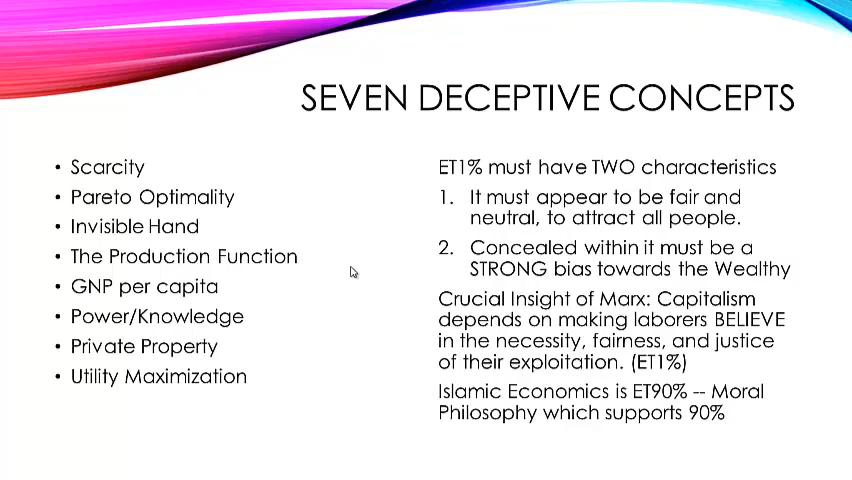 SEVEN DECEPTIVE CONCEPTS
• Scarcity
• Pareto Optimality
• Invisible Hand
• The Production Function
• GNP per capita
• Power/Knowledge
• Private Property
• Utility Maximization
ET1% must have TWO characteristics
1. It must appear to be fair and
neutral, to attract all people.
2. Concealed within it must be a
STRONG bias towards the Wealthy
Crucial Insight of Marx: Capitalism
depends on making laborers BELIEVE
in the necessity, fairness, and justice
of their exploitation. (ET1%)
Islamic Economics is ET90% -- Moral
Philosophy which supports 90%